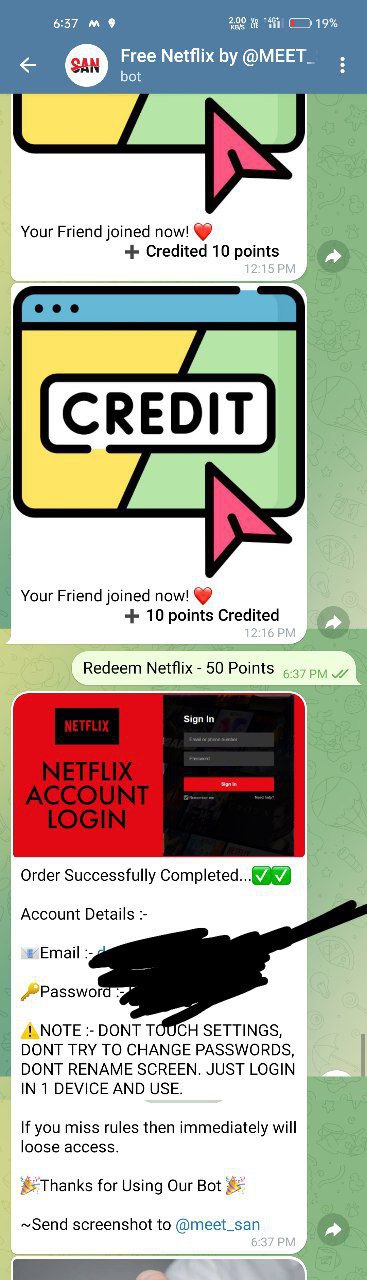 6:37
2.00 KB/S
4G
19%
Free Netflix by @MEET_
bot
SAN
Your Friend joined now! ❤️
➕ Credited 10 points
12:15 PM
CREDIT
Your Friend joined now! ❤️
➕ 10 points Credited
12:16 PM
Redeem Netflix - 50 Points 6:37 PM
NETFLIX
NETFLIX
ACCOUNT
LOGIN
Sign In
Email or phone number
Password
Sign In
Remember me Need help?
Order Successfully Completed...✅✅
Account Details :-
📧Email :- d
🔑Password :-
⚠️NOTE :- DONT TOUCH SETTINGS,
DONT TRY TO CHANGE PASSWORDS,
DONT RENAME SCREEN. JUST LOGIN
IN 1 DEVICE AND USE.
If you miss rules then immediately will
loose access.
🎉Thanks for Using Our Bot 🎉
~Send screenshot to @meet_san
6:37 PM